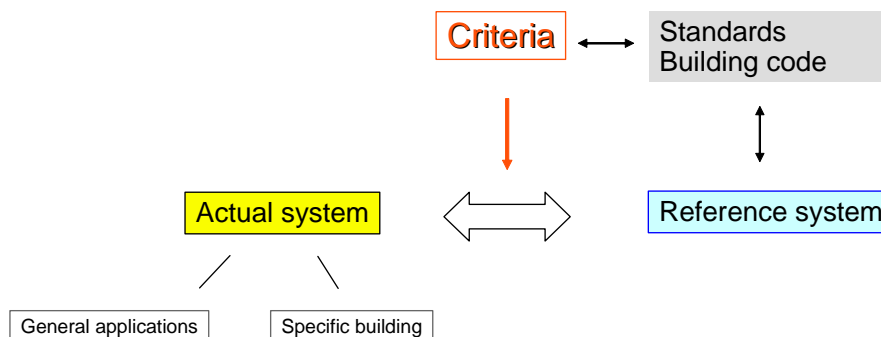 Criteria
Standards
Building code
Actual system
Reference system
General applications
Specific building